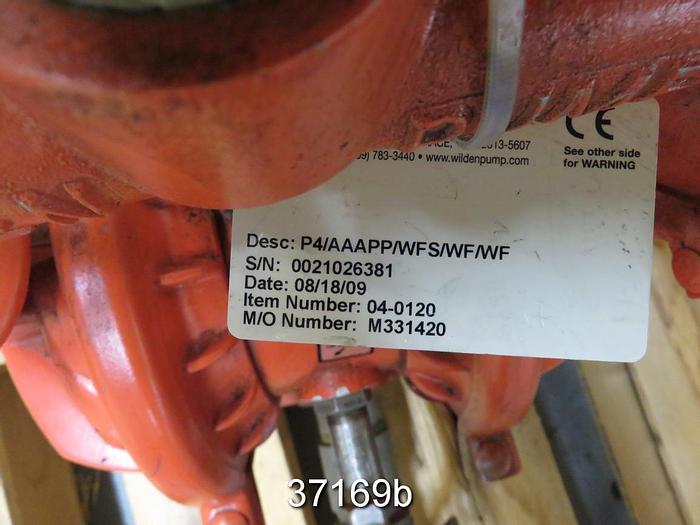 CE
783-3440 • www.wildenpump.com
See other side
for WARNING
Desc: P4/AAAPP/WFS/WF/WF
S/N: 0021026381
Date: 08/18/09
Item Number: 04-0120
M/O Number: M331420
37169b